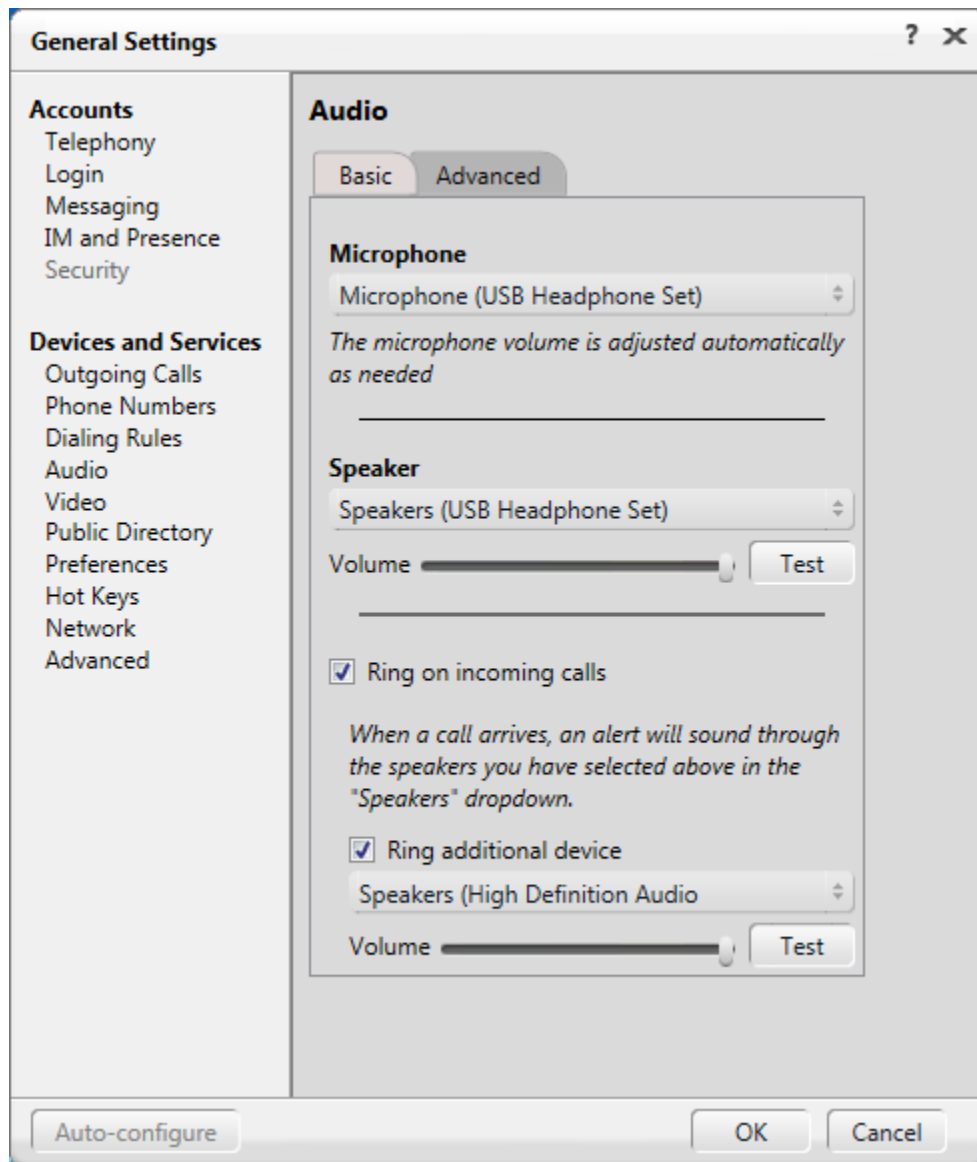 General Settings
?
Accounts
Telephony
Login
Messaging
IM and Presence
Security
Devices and Services
Outgoing Calls
Phone Numbers
Dialing Rules
Audio
Video
Public Directory
Preferences
Hot Keys
Network
Advanced
Audio
Basic
Advanced
Microphone
Microphone (USB Headphone Set)
The microphone volume is adjusted automatically
as needed
Speaker
Speakers (USB Headphone Set)
Volume
Test
Ring on incoming calls
When a call arrives, an alert will sound through
the speakers you have selected above in the
"Speakers" dropdown.
Ring additional device
Speakers (High Definition Audio
Volume
Test
Auto-configure
OK
Cancel